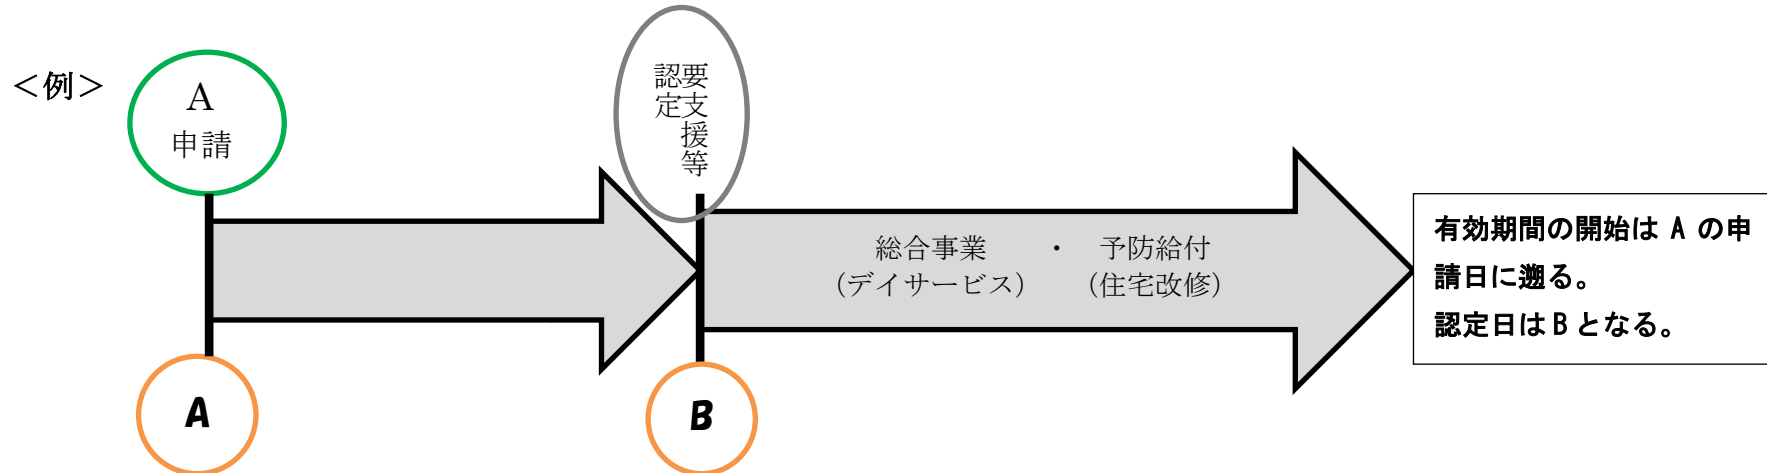 <例>
A
申請
要支援等
認定
総合事業 ・ 予防給付
(デイサービス) (住宅改修)
有効期間の開始は A の申
請日に遡る。
認定日は B となる。
A
B